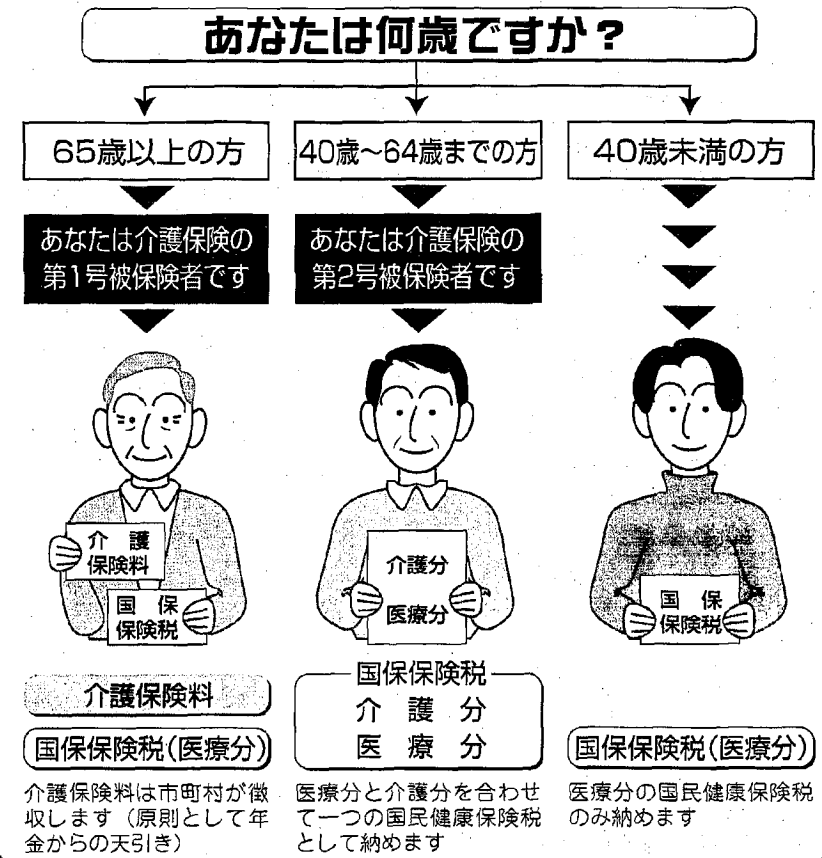 あなたは何歳ですか？
65歳以上の方
あなたは介護保険の
第1号被保険者です
介護
保険料
国保
保険税
介護保険料
国保保険税（医療分）
介護保険料は市町村が徴
収します（原則として年
金からの天引き）
40歳～64歳までの方
あなたは介護保険の
第2号被保険者です
介護分
医療分
国保保険税
介護分
医療分
医療分と介護分を合わせ
て一つの国民健康保険税
として納めます
40歳未満の方
国保
保険税
国保保険税（医療分）
医療分の国民健康保険税
のみ納めます